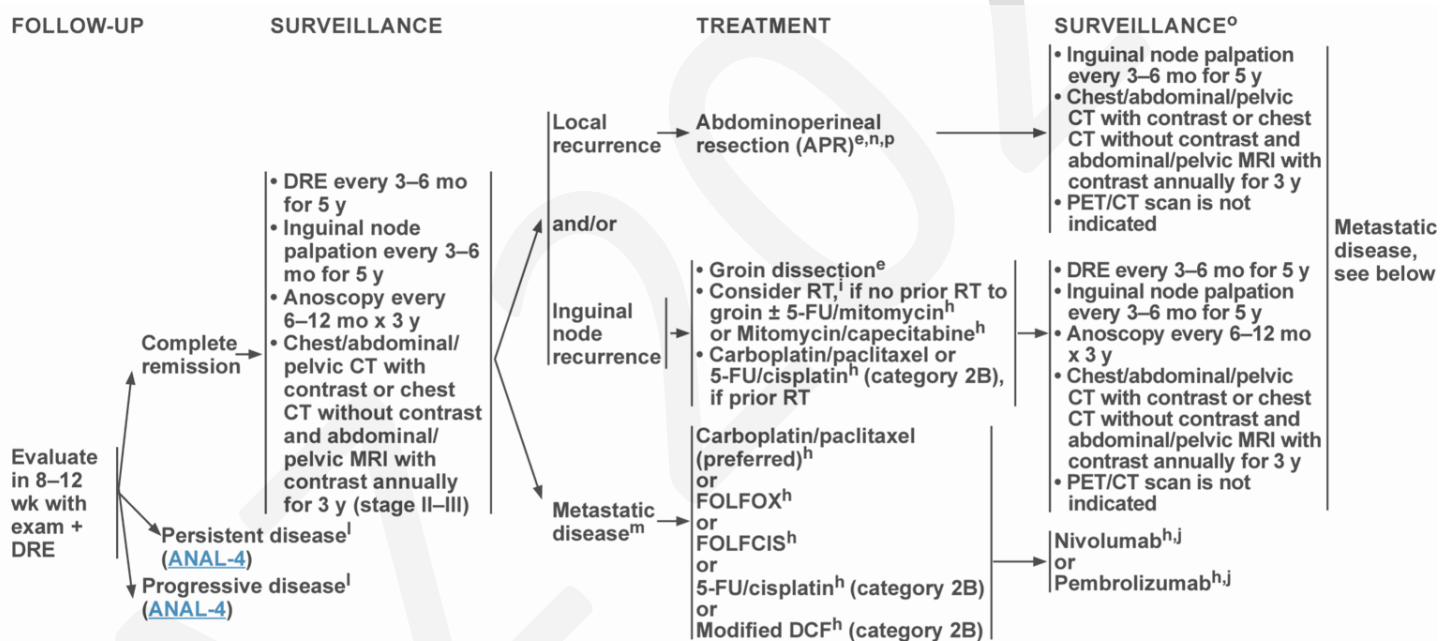 FOLLOW-UP
SURVEILLANCE
TREATMENT
SURVEILLANCEᵒ
Evaluate
in 8–12
wk with
exam +
DRE
Complete
remission
Persistent diseaseˡ
(ANAL-4)
Progressive diseaseˡ
(ANAL-4)
• DRE every 3–6 mo
for 5 y
• Inguinal node
palpation every 3–6
mo for 5 y
• Anoscopy every
6–12 mo x 3 y
• Chest/abdominal/
pelvic CT with
contrast or chest
CT without contrast
and abdominal/
pelvic MRI with
contrast annually
for 3 y (stage II–III)
Local
recurrence
and/or
Inguinal
node
recurrence
Metastatic
diseaseᵐ
Abdominoperineal
resection (APR)ᵉ,ⁿ,ᵖ
• Groin dissectionᵉ
• Consider RT,ⁱ if no prior RT to
groin ± 5-FU/mitomycinʰ
or Mitomycin/capecitabineʰ
• Carboplatin/paclitaxel or
5-FU/cisplatinʰ (category 2B),
if prior RT
Carboplatin/paclitaxel
(preferred)ʰ
or
FOLFOXʰ
or
FOLFCISʰ
or
5-FU/cisplatinʰ (category 2B)
or
Modified DCFʰ (category 2B)
• Inguinal node palpation
every 3–6 mo for 5 y
• Chest/abdominal/pelvic
CT with contrast or chest
CT without contrast and
abdominal/pelvic MRI with
contrast annually for 3 y
• PET/CT scan is not
indicated
• DRE every 3–6 mo for 5 y
• Inguinal node palpation
every 3–6 mo for 5 y
• Anoscopy every 6–12 mo
x 3 y
• Chest/abdominal/pelvic
CT with contrast or chest
CT without contrast and
abdominal/pelvic MRI with
contrast annually for 3 y
• PET/CT scan is not
indicated
Nivolumabʰ,ʲ
or
Pembrolizumabʰ,ʲ
Metastatic
disease,
see below